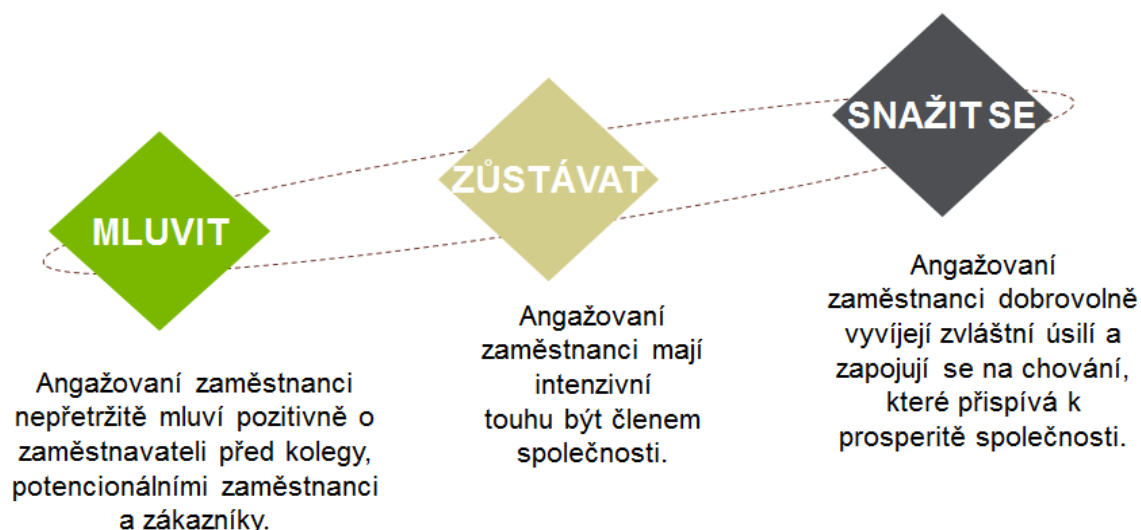 MLUVIT
Angažovaní zaměstnanci
nepřetržitě mluví pozitivně o
zaměstnavateli před kolegy,
potencionálními zaměstnanci
a zákazníky.
ZŮSTÁVAT
Angažovaní
zaměstnanci mají
intenzivní
touhu být členem
společnosti.
SNAŽIT SE
Angažovaní
zaměstnanci dobrovolně
vyvíjejí zvláštní úsilí a
zapojují se na chování,
které přispívá k
prosperitě společnosti.